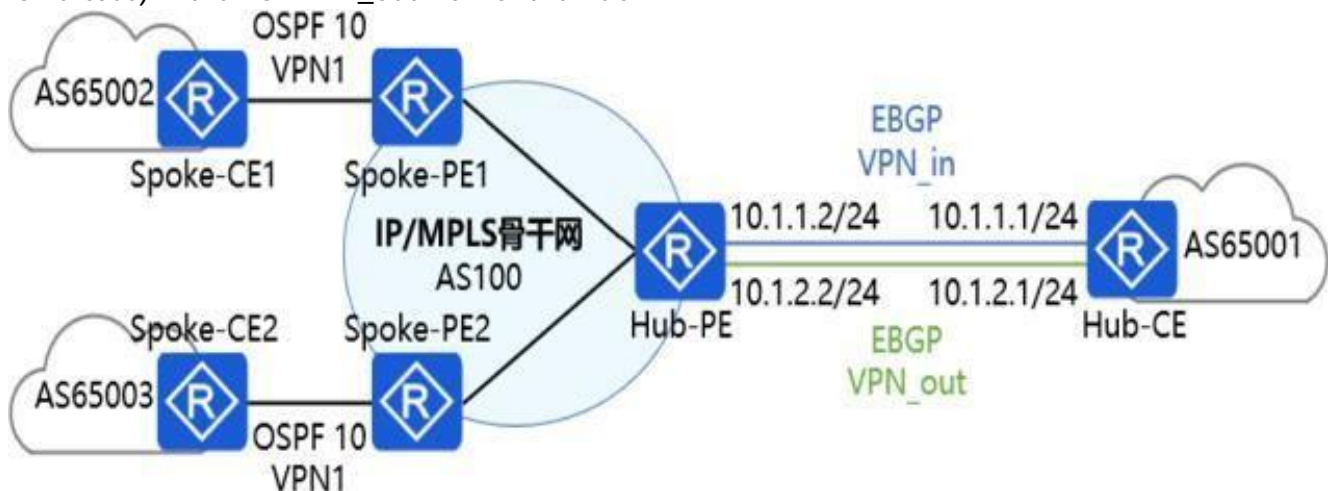 OSPF 10
VPN1
AS65002
R
R
Spoke-CE1
Spoke-PE1
EBGP
VPN_in
IP/MPLS骨干网
AS100
10.1.1.2/24
10.1.1.1/24
R
R
AS65001
10.1.2.2/24
10.1.2.1/24
Hub-PE
Hub-CE
EBGP
VPN_out
Spoke-CE2
Spoke-PE2
AS65003
R
R
OSPF 10
VPN1